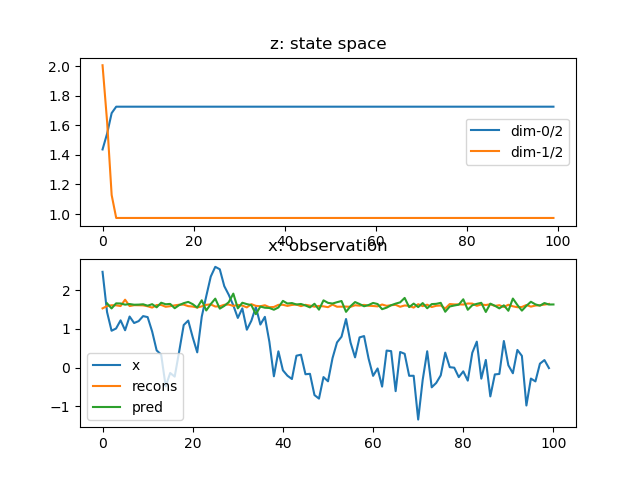 z: state space
2.0
1.8
1.6
1.4
1.2
1.0
dim-0/2
dim-1/2
0 20 40 60 80 100
x: observation
2
1
0
−1
x
recons
pred
0 20 40 60 80 100